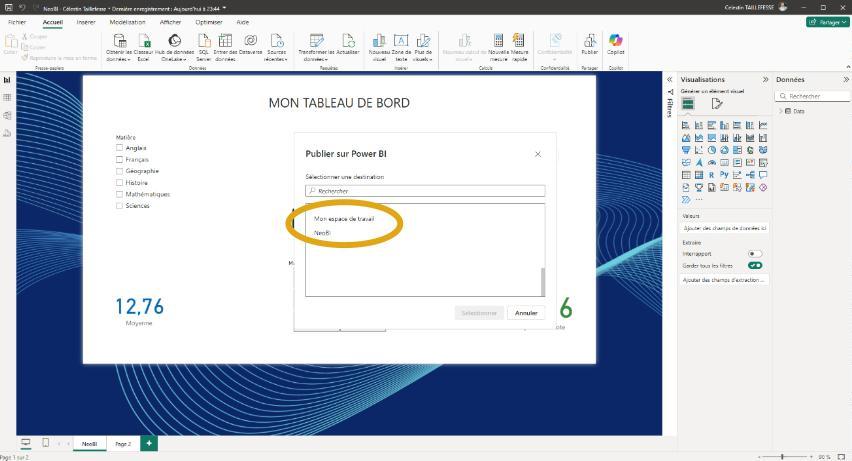 NeoBI - Célestin Taillefesse • Dernier enregistrement : Aujourd'hui à 23:44
Celestin TAILLEFESSE
Fichier Accueil Insérer Modélisation Afficher Optimiser Aide
Partager
Coller
Couper
Copier
Reproduire la mise en forme
Obtenir les données
Classeur Excel
Hub de données OneLake
SQL Server
Entrer des données
Dataverse
Sources récentes
Transformer les données
Actualiser
Nouveau visuel
Zone de texte
Plus de visuels
Nouveau calcul de visuel
Nouvelle mesure
Mesure rapide
Confidentialité
Publier
Copilot
Presse-papiers Données Requêtes Insérer Calculs Confidentialité Partager Copilot
MON TABLEAU DE BORD
Matière
Anglais
Français
Géographie
Histoire
Mathématiques
Sciences
12,76
Moyenne
Publier sur Power BI
Sélectionner une destination
Rechercher
Mon espace de travail
NeoBI
Sélectionner Annuler
6
Filtres
Visualisations
Générer un élément visuel
Valeurs
Ajouter des champs de données ici
Extraire
Interrapport
Garder tous les filtres
Ajouter des champs d'extraction ...
Données
Rechercher
Data
NeoBI Page 2
Page 1 sur 2
90 %